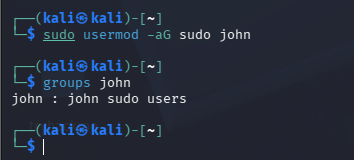 ┌──(kali㉿kali)-[~]
└─$ sudo usermod -aG sudo john
┌──(kali㉿kali)-[~]
└─$ groups john
john : john sudo users
┌──(kali㉿kali)-[~]
└─$